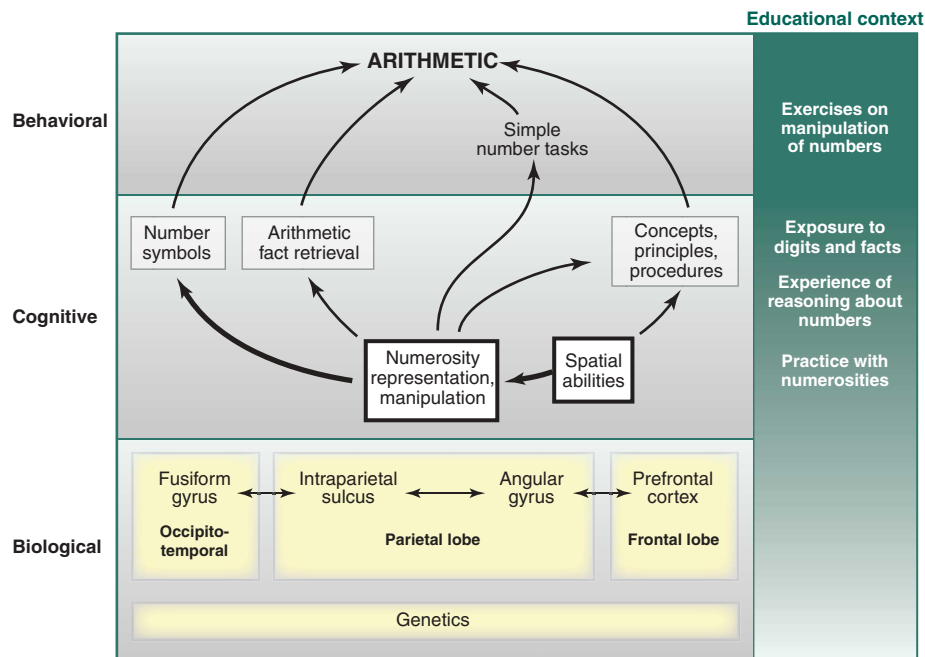 Educational context
ARITHMETIC
Behavioral
Simple
number tasks
Exercises on
manipulation
of numbers
Number
symbols
Arithmetic
fact retrieval
Concepts,
principles,
procedures
Exposure to
digits and facts
Cognitive
Experience of
reasoning about
numbers
Numerosity
representation,
manipulation
Spatial
abilities
Practice with
numerosities
Biological
Fusiform
gyrus
Occipito-
temporal
Intraparietal
sulcus
Angular
gyrus
Parietal lobe
Prefrontal
cortex
Frontal lobe
Genetics